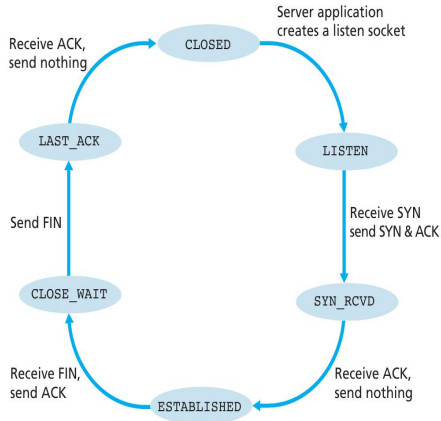 Server application
creates a listen socket
Receive ACK,
send nothing
CLOSED
LAST_ACK
LISTEN
Send FIN
Receive SYN
send SYN & ACK
CLOSE_WAIT
SYN_RCVD
Receive FIN,
send ACK
Receive ACK,
send nothing
ESTABLISHED